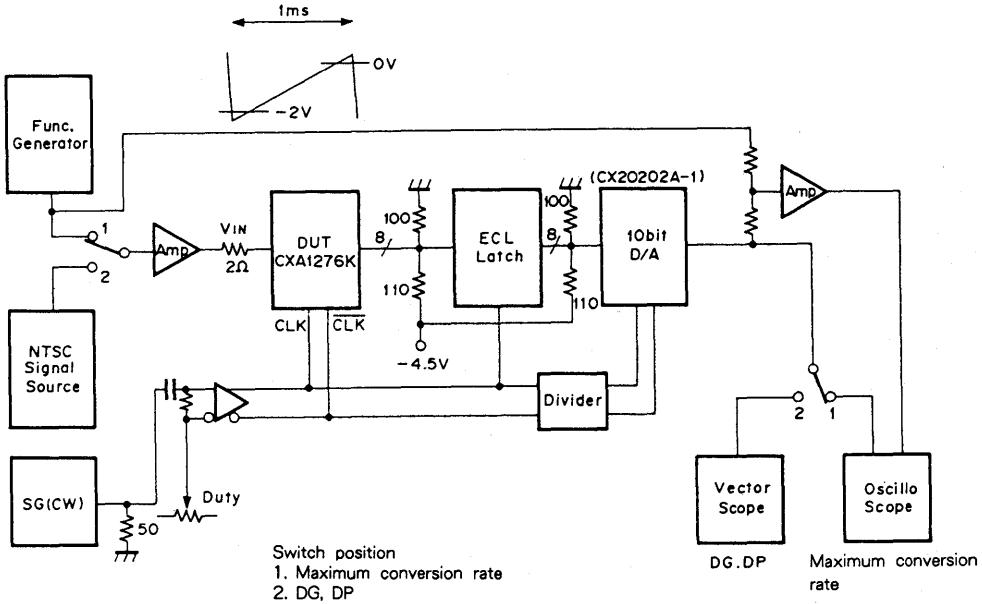 1ms
0V
-2V
Func.
Generator
(CX20202A-1)
1
2
Amp
VIN
2Ω
DUT
CXA1276K
8
100
110
ECL
Latch
8
100
110
10bit
D/A
Amp
CLK
CLK
-4.5V
NTSC
Signal
Source
Divider
2
1
SG(CW)
50
Duty
Vector
Scope
Oscillo
Scope
DG.DP
Maximum conversion
rate
Switch position
1. Maximum conversion rate
2. DG, DP